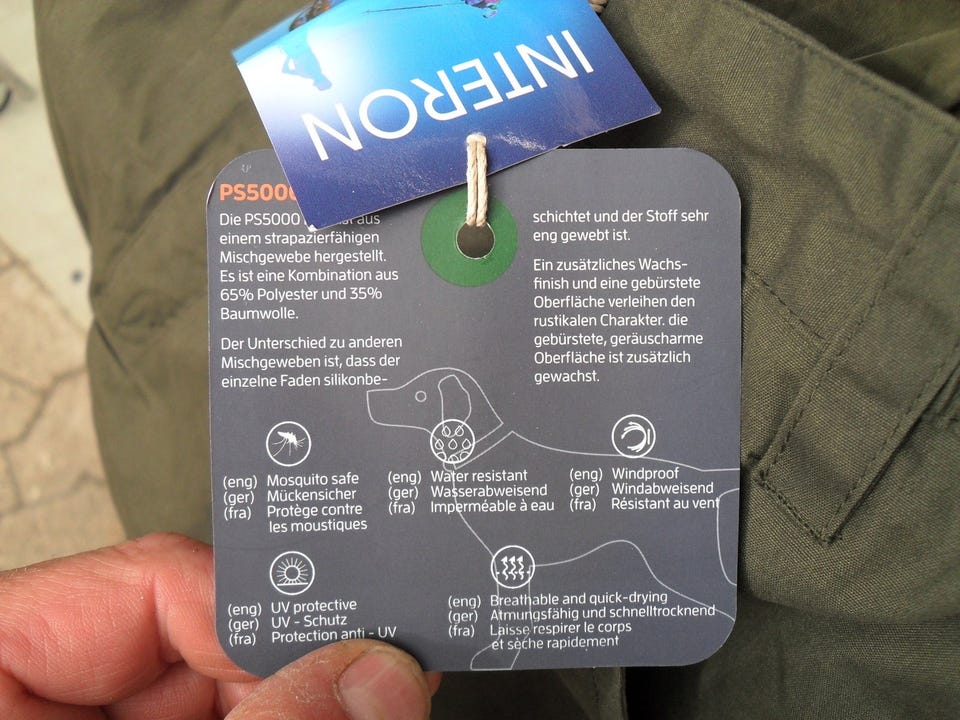 INTERON
PS5000
Die PS5000 ist aus
einem strapazierfähigen
Mischgewebe hergestellt.
Es ist eine Kombination aus
65% Polyester und 35%
Baumwolle.
Der Unterschied zu anderen
Mischgeweben ist, dass der
einzelne Faden silikonbe-
schichtet und der Stoff sehr
eng gewebt ist.
Ein zusätzliches Wachs-
finish und eine gebürstete
Oberfläche verleihen den
rustikalen Charakter. die
gebürstete, geräuscharme
Oberfläche ist zusätzlich
gewachst.
(eng) Mosquito safe
(ger) Mückensicher
(fra) Protège contre
les moustiques
(eng) Water resistant
(ger) Wasserabweisend
(fra) Imperméable à eau
(eng) Windproof
(ger) Windabweisend
(fra) Résistant au vent
(eng) UV protective
(ger) UV - Schutz
(fra) Protection anti - UV
(eng) Breathable and quick-drying
(ger) Atmungsfähig und schnelltrocknend
(fra) Laisse respirer le corps
et sèche rapidement